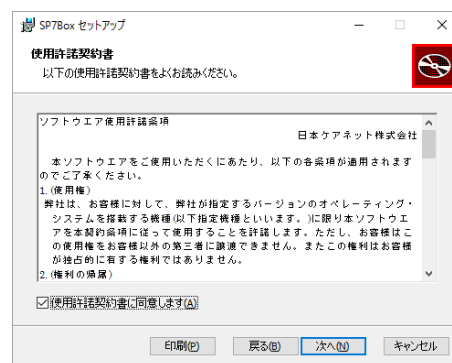 SP7Box セットアップ
使用許諾契約書
以下の使用許諾契約書をよくお読みください。
ソフトウエア使用許諾条項
日本ケアネット株式会社
本ソフトウエアをご使用いただくにあたり、以下の各条項が適用されます
のでご了承ください。
1.(使用権)
弊社は、お客様に対して、弊社が指定するバージョンのオペレーティング・
システムを搭載する機種(以下指定機種といいます。)に限り本ソフトウエ
アを本契約条項に従って使用することを許諾します。ただし、お客様はこ
の使用権をお客様以外の第三者に譲渡できません。またこの権利はお客様
が独占的に有する権利ではありません。
2.(権利の帰属)
使用許諾契約書に同意します(A)
印刷(P)
戻る(B)
次へ(N)
キャンセル